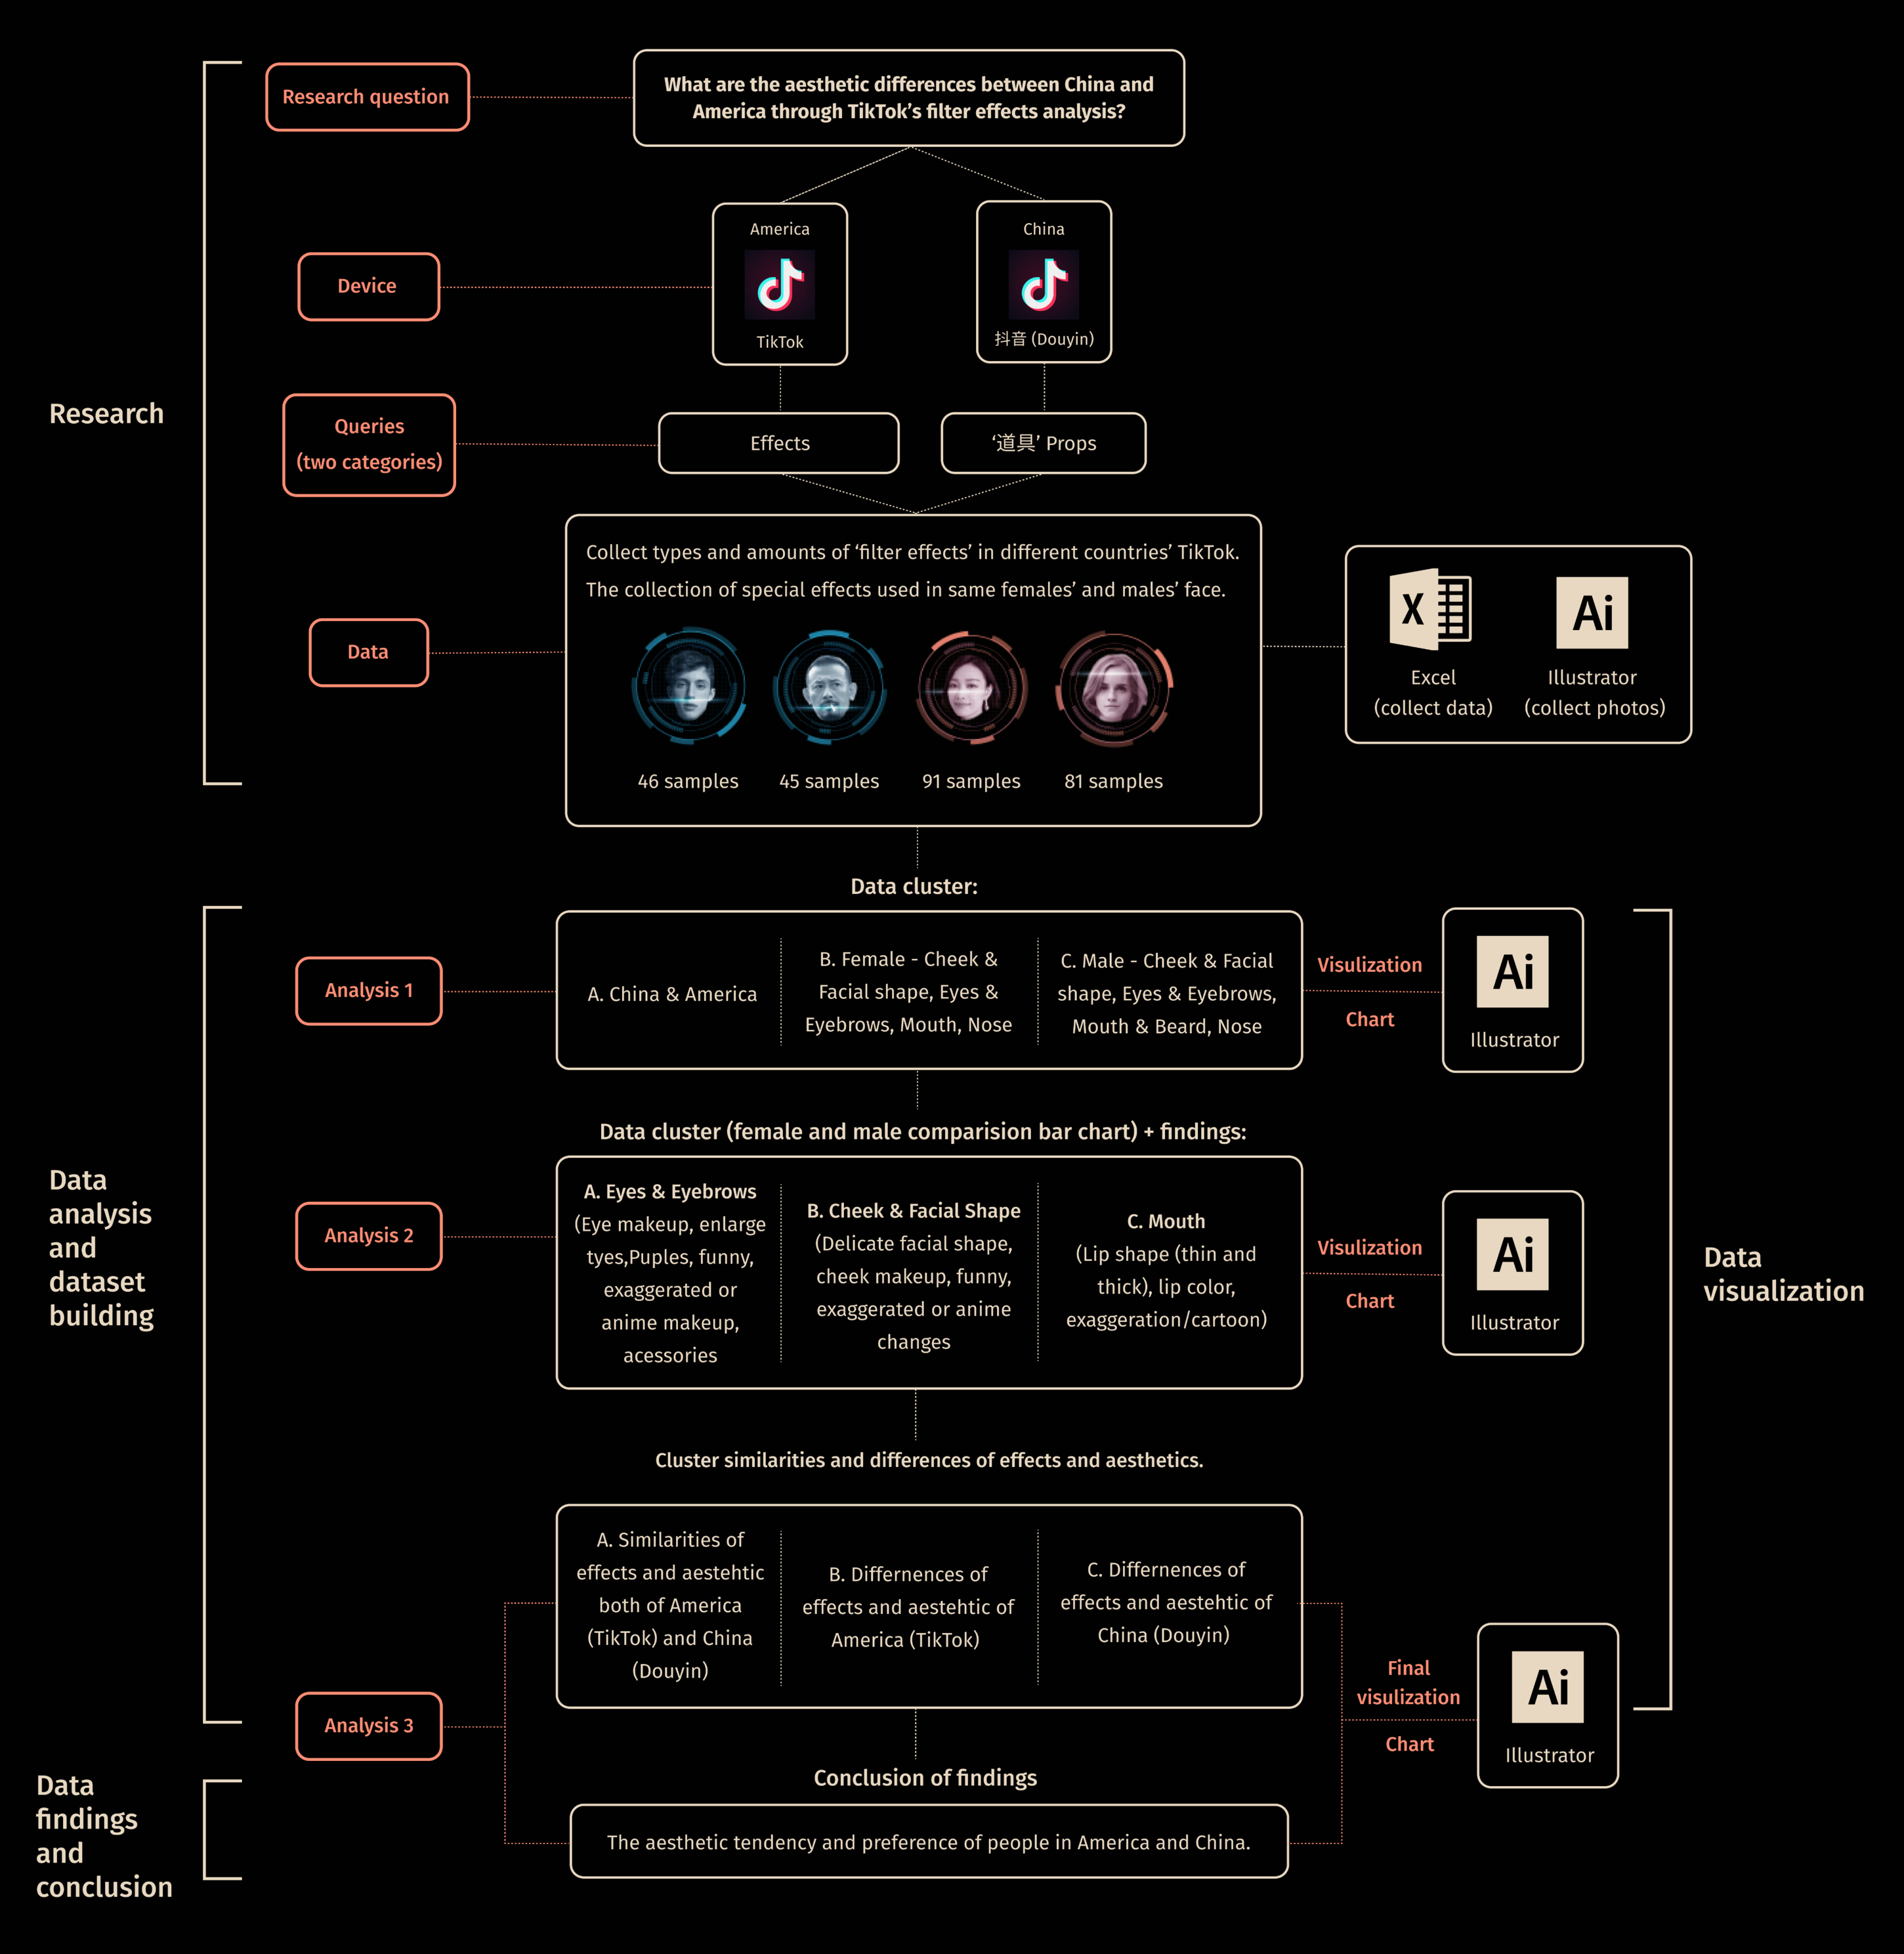 Research question
What are the aesthetic differences between China and
America through TikTok’s filter effects analysis?
America
China
Device
TikTok
抖音 (Douyin)
Research
Queries
(two categories)
Effects
‘道具’ Props
Collect types and amounts of ‘filter effects’ in different countries’ TikTok.
The collection of special effects used in same females’ and males’ face.
Data
46 samples
45 samples
91 samples
81 samples
X
Excel
(collect data)
Ai
Illustrator
(collect photos)
Data cluster:
Analysis 1
A. China & America
B. Female - Cheek &
Facial shape, Eyes &
Eyebrows, Mouth, Nose
C. Male - Cheek & Facial
shape, Eyes & Eyebrows,
Mouth & Beard, Nose
Visulization
Chart
Ai
Illustrator
Data
analysis
and
dataset
building
Data cluster (female and male comparision bar chart) + findings:
Analysis 2
A. Eyes & Eyebrows
(Eye makeup, enlarge
tyes,Puples, funny,
exaggerated or
anime makeup,
acessories
B. Cheek & Facial Shape
(Delicate facial shape,
cheek makeup, funny,
exaggerated or anime
changes
C. Mouth
(Lip shape (thin and
thick), lip color,
exaggeration/cartoon)
Visulization
Chart
Ai
Illustrator
Data
visualization
Cluster similarities and differences of effects and aesthetics.
A. Similarities of
effects and aestehtic
both of America
(TikTok) and China
(Douyin)
B. Differnences of
effects and aestehtic of
America (TikTok)
C. Differnences of
effects and aestehtic of
China (Douyin)
Analysis 3
Final
visulization
Chart
Ai
Illustrator
Data
findings
and
conclusion
Conclusion of findings
The aesthetic tendency and preference of people in America and China.